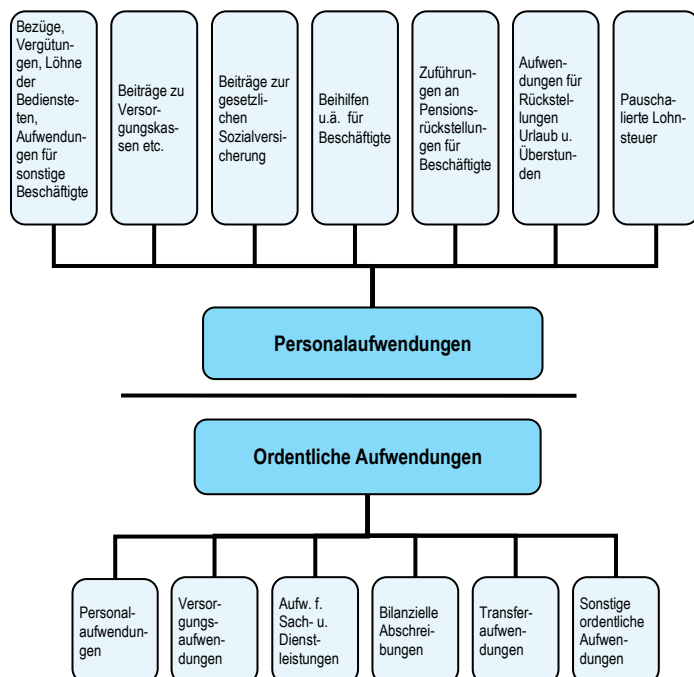 Bezüge,
Vergütun-
gen, Löhne
der
Bediensten-
ten,
Aufwendun-
gen für
sonstige
Beschäftigte
Beiträge zu
Versor-
gungskas-
sen etc.
Beiträge zur
gesetzli-
chen
Sozialversi-
cherung
Beihilfen
u.ä. für
Beschäftigte
Zuführun-
gen an
Pensions-
rückstellun-
gen für
Beschäftigte
Aufwen-
dungen für
Rückstel-
lungen
Urlaub u.
Überstun-
den
Pauscha-
lierte Lohn-
steuer
Personalaufwendungen
Ordentliche Aufwendungen
Personal-
aufwendun-
gen
Versor-
gungs-
aufwen-
dungen
Aufw. f.
Sach- u.
Dienst-
leistungen
Bilanzielle
Abschrei-
bungen
Transfer-
aufwen-
dungen
Sonstige
ordentliche
Aufwen-
dungen